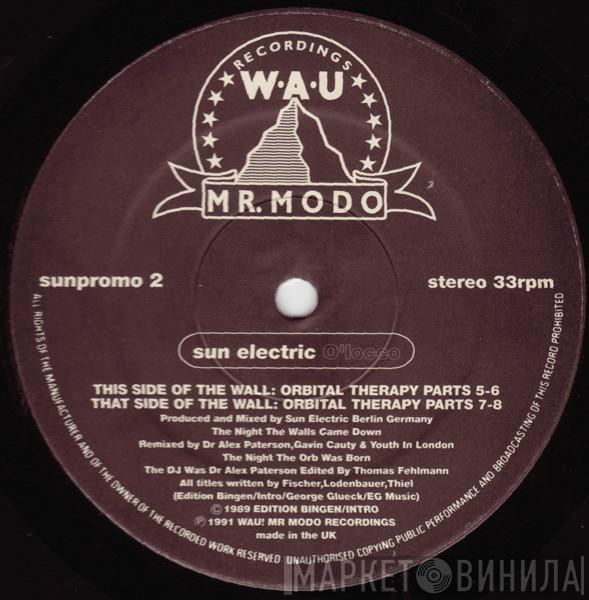 RECORDINGS
W·A·U
MR. MODO
sunpromo 2
stereo 33rpm
sun electric O'locco
THIS SIDE OF THE WALL: ORBITAL THERAPY PARTS 5-6
THAT SIDE OF THE WALL: ORBITAL THERAPY PARTS 7-8
Produced and Mixed by Sun Electric Berlin Germany
The Night The Walls Came Down
Remixed by Dr Alex Paterson,Gavin Cauty & Youth In London
The Night The Orb Was Born
The DJ Was Dr Alex Paterson Edited By Thomas Fehlmann
All titles written by Fischer,Lodenbauer,Thiel
(Edition Bingen/Intro/George Glueck/EG Music)
© 1989 EDITION BINGEN/INTRO
℗ 1991 WAU! MR MODO RECORDINGS
made in the UK
ALL RIGHTS OF THE MANUFACTURER AND OF THE OWNER OF THE RECORDED WORK RESERVED UNAUTHORISED COPYING PUBLIC PERFORMANCE AND BROADCASTING OF THIS RECORD PROHIBITED
МАРКЕТ ВИНИЛА